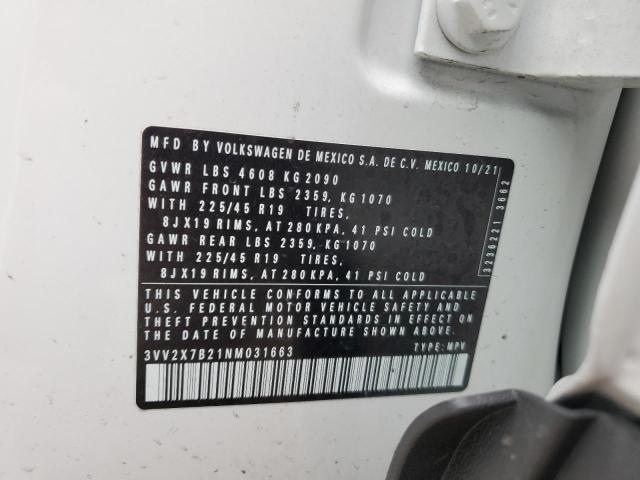 MFD BY VOLKSWAGEN DE MEXICO S.A. DE C.V. MEXICO 10/21
GVWR LBS 4608 KG 2090
GAWR FRONT LBS 2359, KG 1070
WITH 225/45 R19 TIRES,
8JX19 RIMS, AT 280 KPA, 41 PSI COLD
GAWR REAR LBS 2359, KG 1070
WITH 225/45 R19 TIRES,
8JX19 RIMS, AT 280 KPA, 41 PSI COLD
THIS VEHICLE CONFORMS TO ALL APPLICABLE
U.S. FEDERAL MOTOR VEHICLE SAFETY AND
THEFT PREVENTION STANDARDS IN EFFECT ON
THE DATE OF MANUFACTURE SHOWN ABOVE.
3VV2X7B21NM031663 TYPE: MPV
3236221 3662